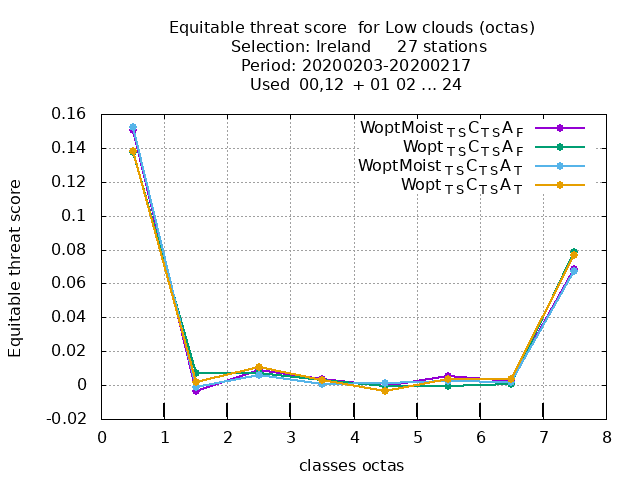 Equitable threat score  for Low clouds (octas)
Selection: Ireland     27 stations
Period: 20200203-20200217
Used  00,12  + 01 02 ... 24
WoptMoist TS C TS A F
Wopt TS C TS A F
WoptMoist TS C TS A T
Wopt TS C TS A T
0.16
0.14
0.12
0.1
0.08
0.06
0.04
0.02
0
-0.02
Equitable threat score
0 1 2 3 4 5 6 7 8
classes octas